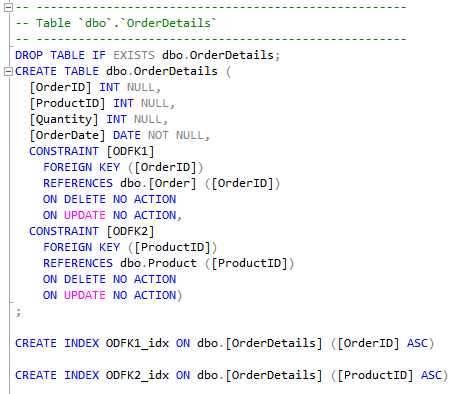 -- ----------------------------------------------------
-- Table `dbo`.`OrderDetails`
-- ----------------------------------------------------
DROP TABLE IF EXISTS dbo.OrderDetails;
CREATE TABLE dbo.OrderDetails (
  [OrderID] INT NULL,
  [ProductID] INT NULL,
  [Quantity] INT NULL,
  [OrderDate] DATE NOT NULL,
  CONSTRAINT [ODFK1]
    FOREIGN KEY ([OrderID])
    REFERENCES dbo.[Order] ([OrderID])
    ON DELETE NO ACTION
    ON UPDATE NO ACTION,
  CONSTRAINT [ODFK2]
    FOREIGN KEY ([ProductID])
    REFERENCES dbo.Product ([ProductID])
    ON DELETE NO ACTION
    ON UPDATE NO ACTION)
;
CREATE INDEX ODFK1_idx ON dbo.[OrderDetails] ([OrderID] ASC)
CREATE INDEX ODFK2_idx ON dbo.[OrderDetails] ([ProductID] ASC)